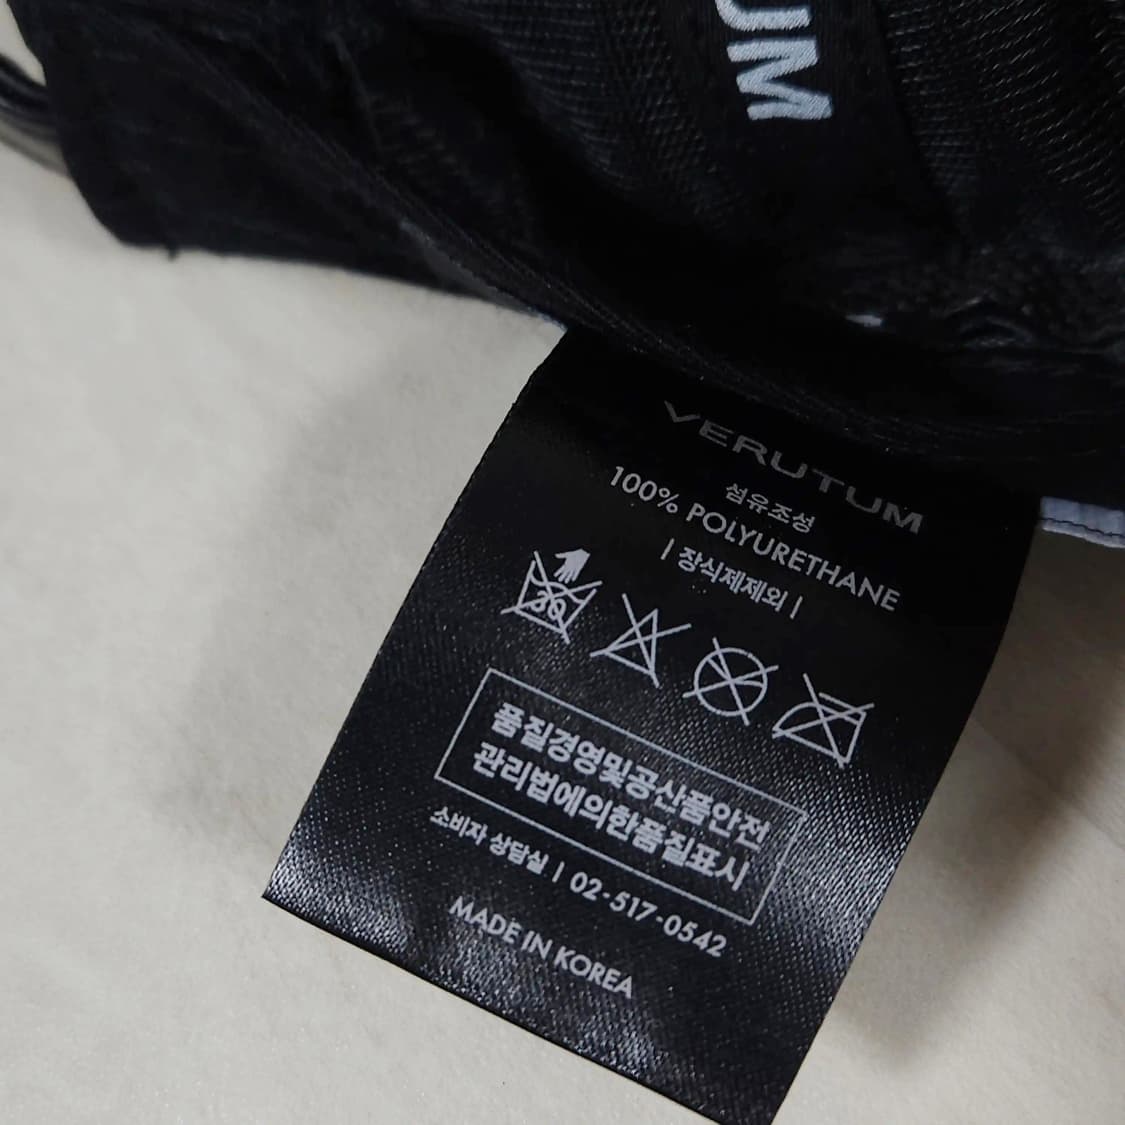 UM
VERUTUM
섬유조성
100% POLYURETHANE
| 장식제제외 |
30
품질경영및공산품안전
관리법에의한품질표시
소비자 상담실 | 02-517-0542
MADE IN KOREA